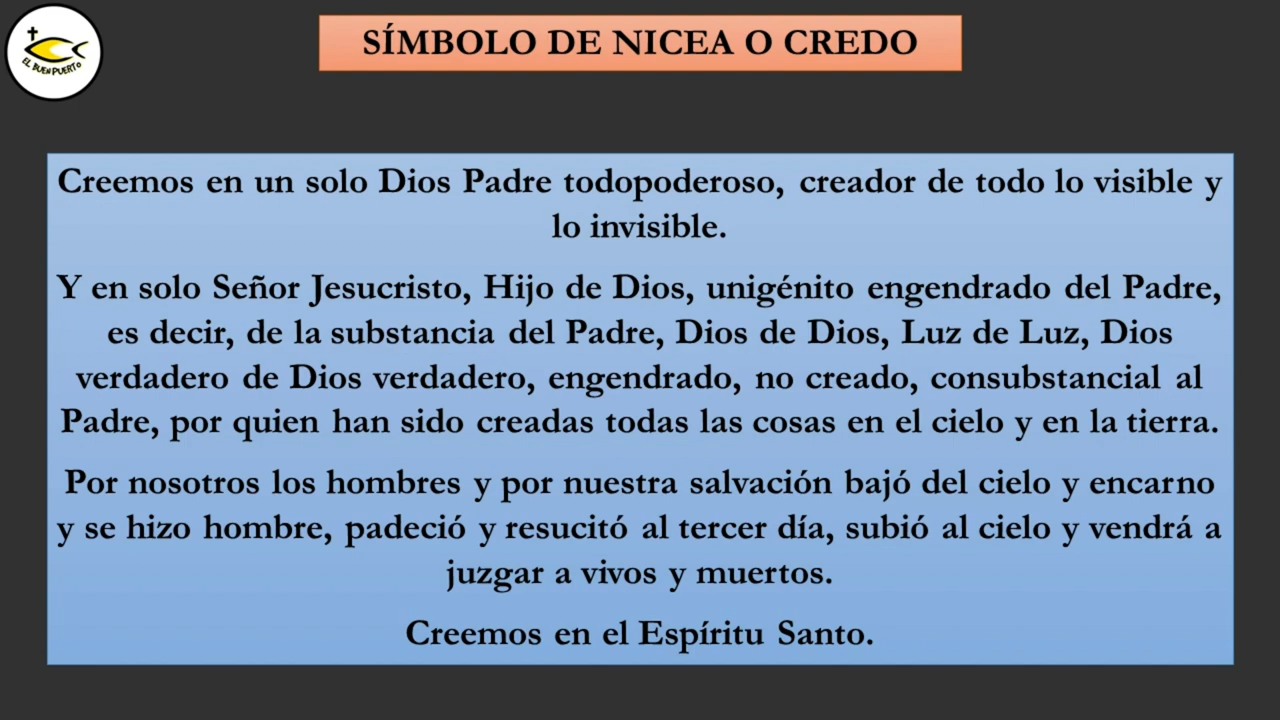 EL BUEN PUERTO
SÍMBOLO DE NICEA O CREDO
Creemos en un solo Dios Padre todopoderoso, creador de todo lo visible y
lo invisible.
Y en solo Señor Jesucristo, Hijo de Dios, unigénito engendrado del Padre,
es decir, de la substancia del Padre, Dios de Dios, Luz de Luz, Dios
verdadero de Dios verdadero, engendrado, no creado, consubstancial al
Padre, por quien han sido creadas todas las cosas en el cielo y en la tierra.
Por nosotros los hombres y por nuestra salvación bajó del cielo y encarno
y se hizo hombre, padeció y resucitó al tercer día, subió al cielo y vendrá a
juzgar a vivos y muertos.
Creemos en el Espíritu Santo.